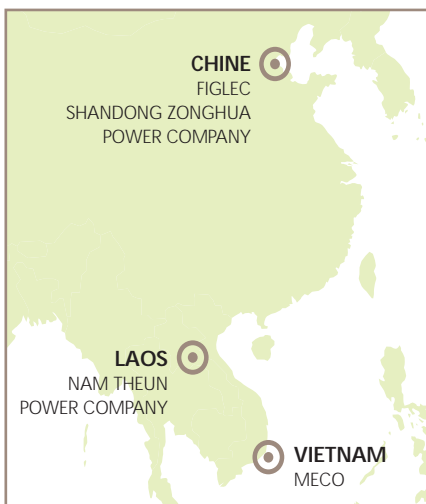 CHINE
FIGLEC
SHANDONG ZONGHUA
POWER COMPANY
LAOS
NAM THEUN
POWER COMPANY
VIETNAM
MECO